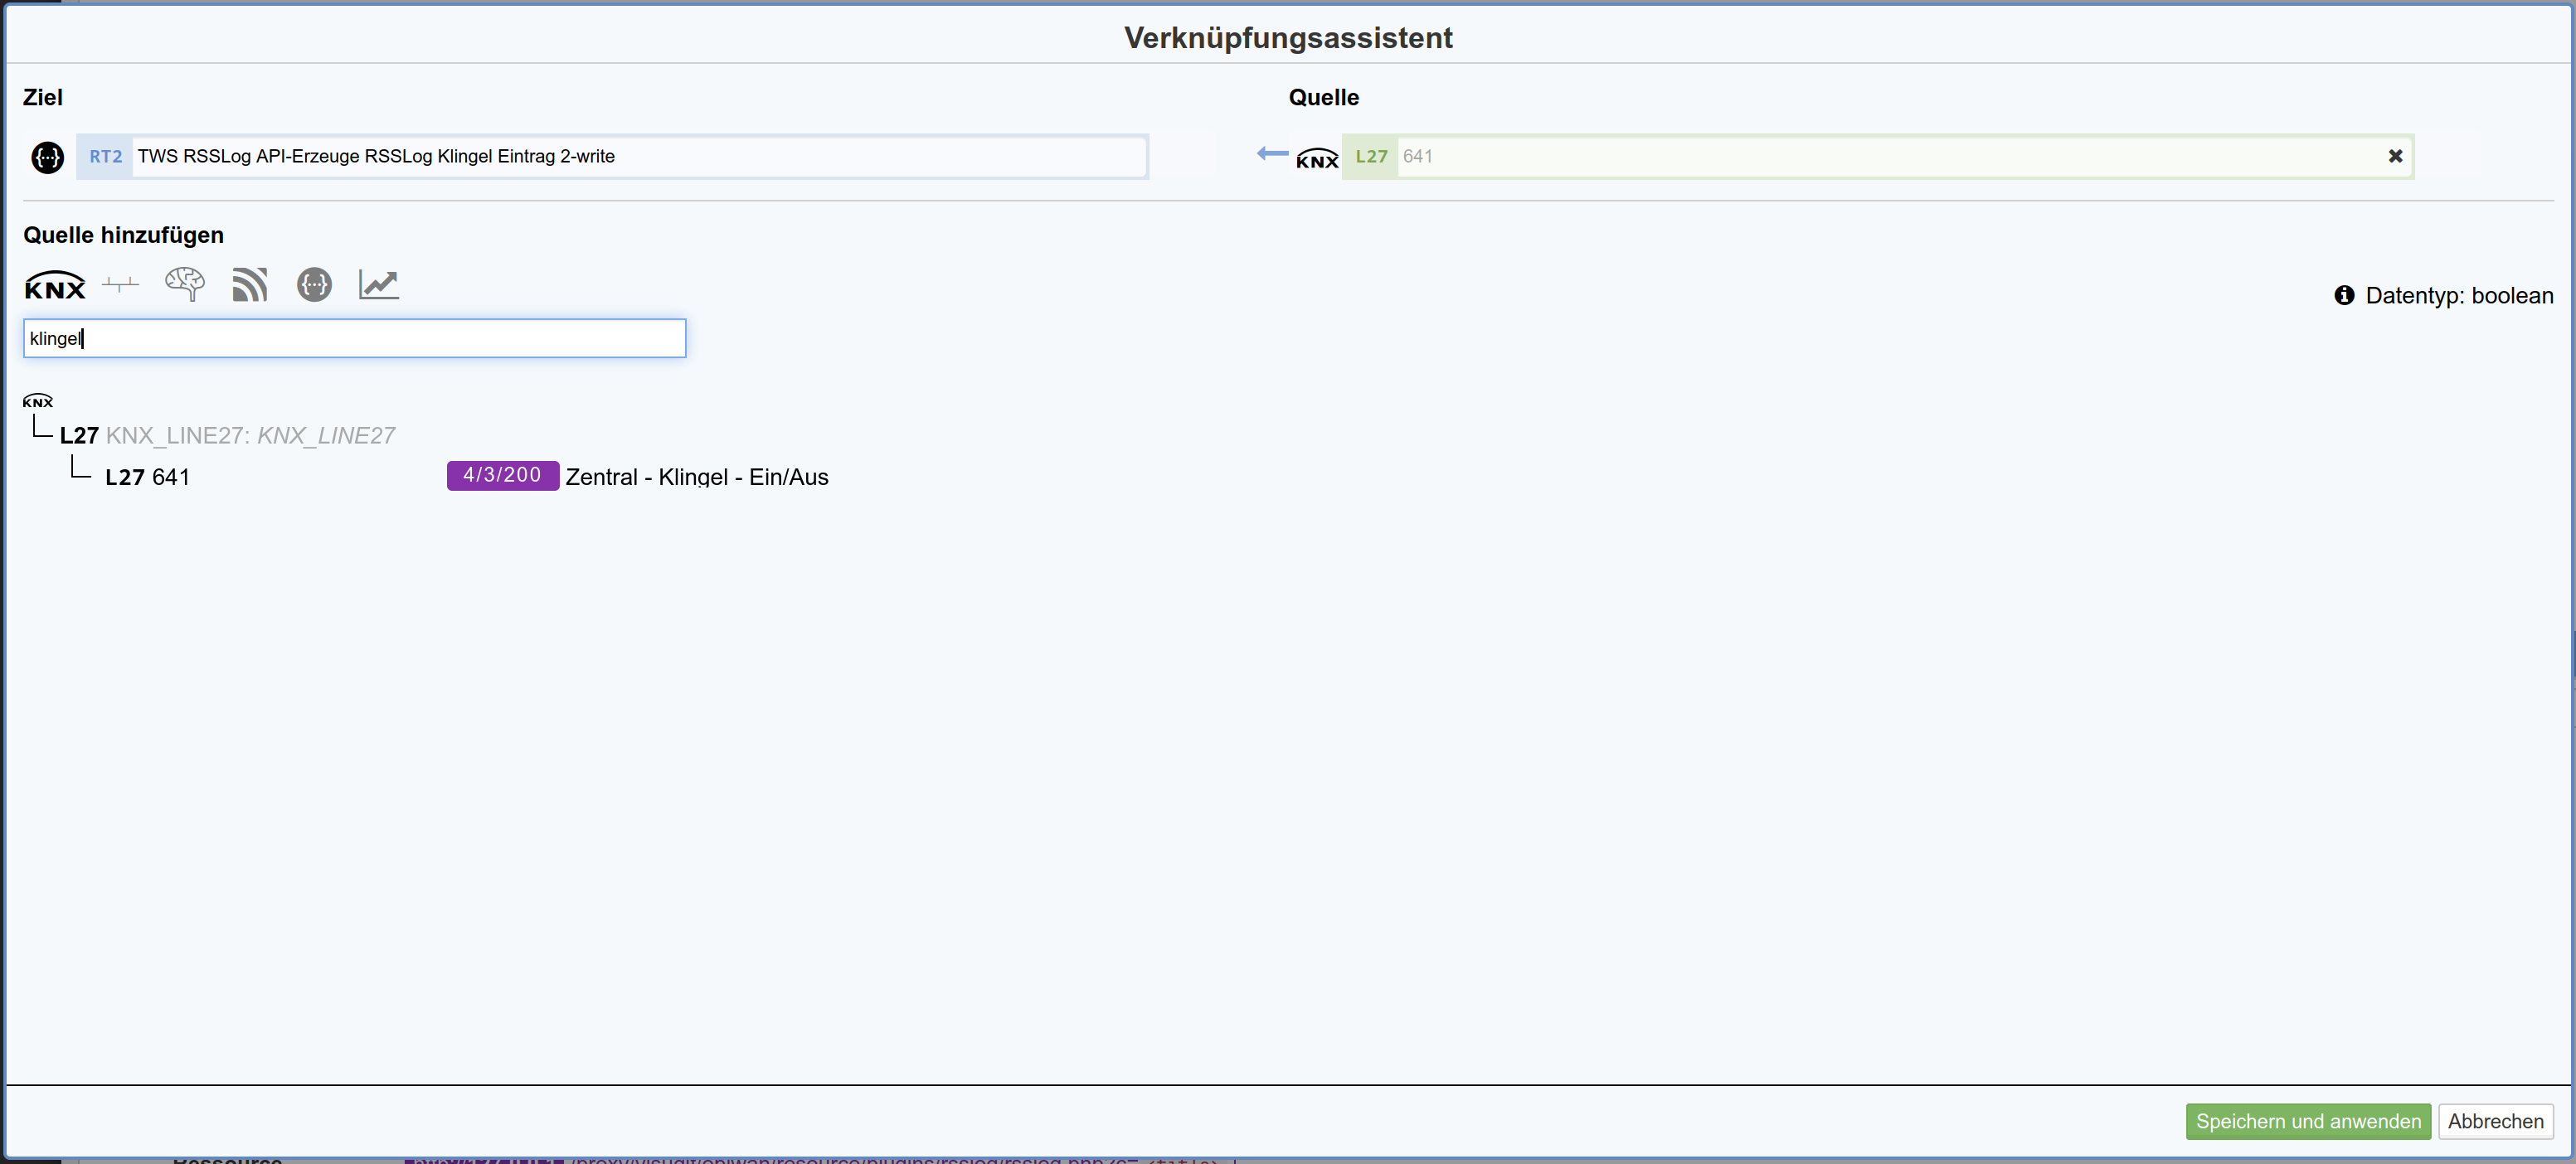 Verknüpfungsassistent
Ziel
Quelle
RT2 TWS RSSLog API-Erzeuge RSSLog Klingel Eintrag 2-write
KNX L27 641
Quelle hinzufügen
KNX
Datentyp: boolean
klingel
KNX
L27 KNX_LINE27: KNX_LINE27
L27 641 4/3/200 Zentral - Klingel - Ein/Aus
Speichern und anwenden Abbrechen